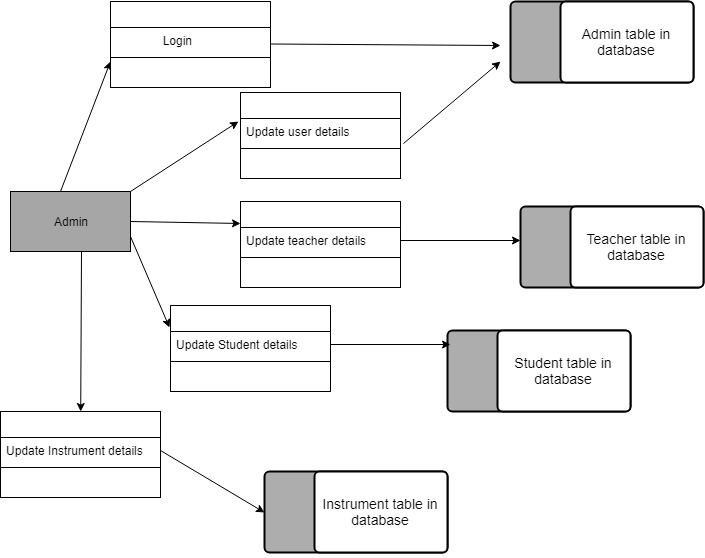 Login
Admin table in
database
Update user details
Admin
Update teacher details
Teacher table in
database
Update Student details
Student table in
database
Update Instrument details
Instrument table in
database